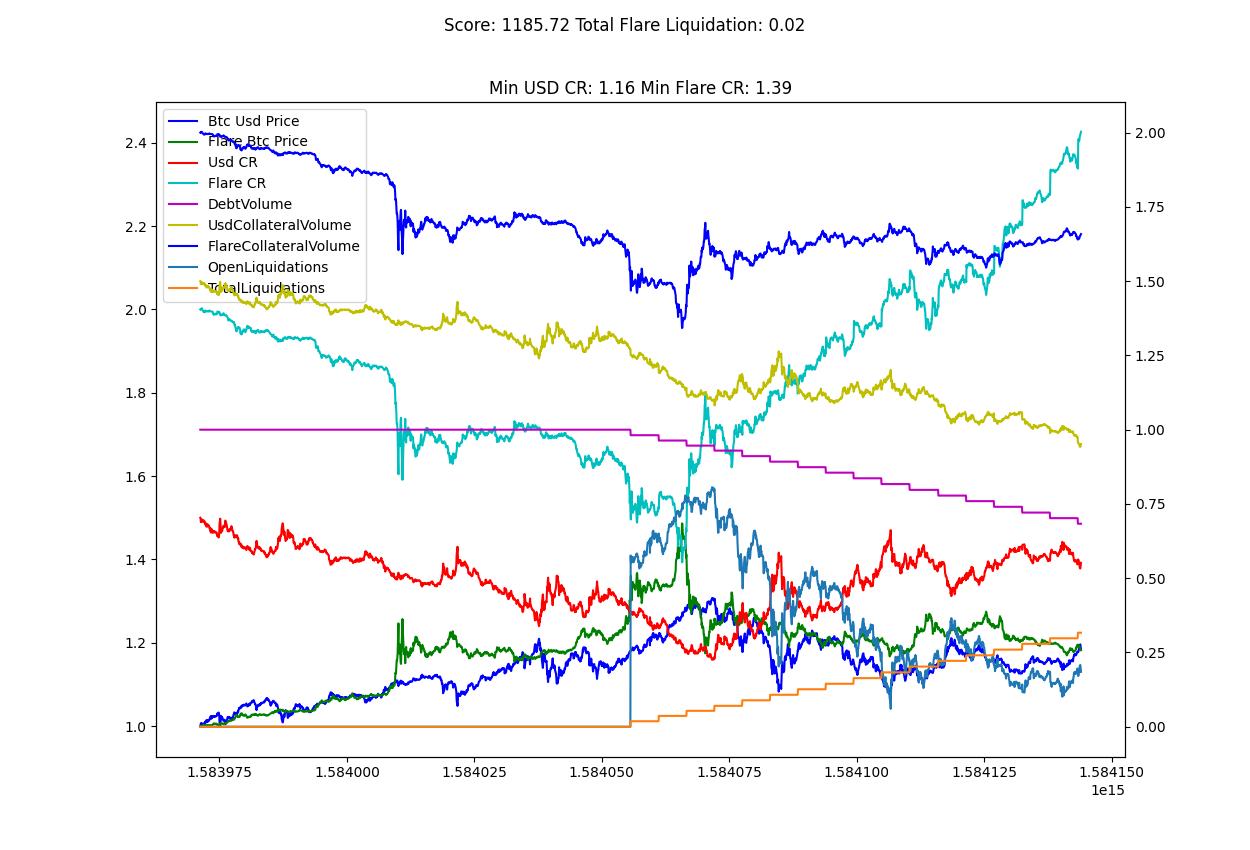 Score: 1185.72 Total Flare Liquidation: 0.02
Min USD CR: 1.16 Min Flare CR: 1.39
Btc Usd Price
Flare Btc Price
Usd CR
Flare CR
DebtVolume
UsdCollateralVolume
FlareCollateralVolume
OpenLiquidations
TotalLiquidations
2.4
2.2
2.0
1.8
1.6
1.4
1.2
1.0
2.00
1.75
1.50
1.25
1.00
0.75
0.50
0.25
0.00
1.583975 1.584000 1.584025 1.584050 1.584075 1.584100 1.584125 1.584150
1e15